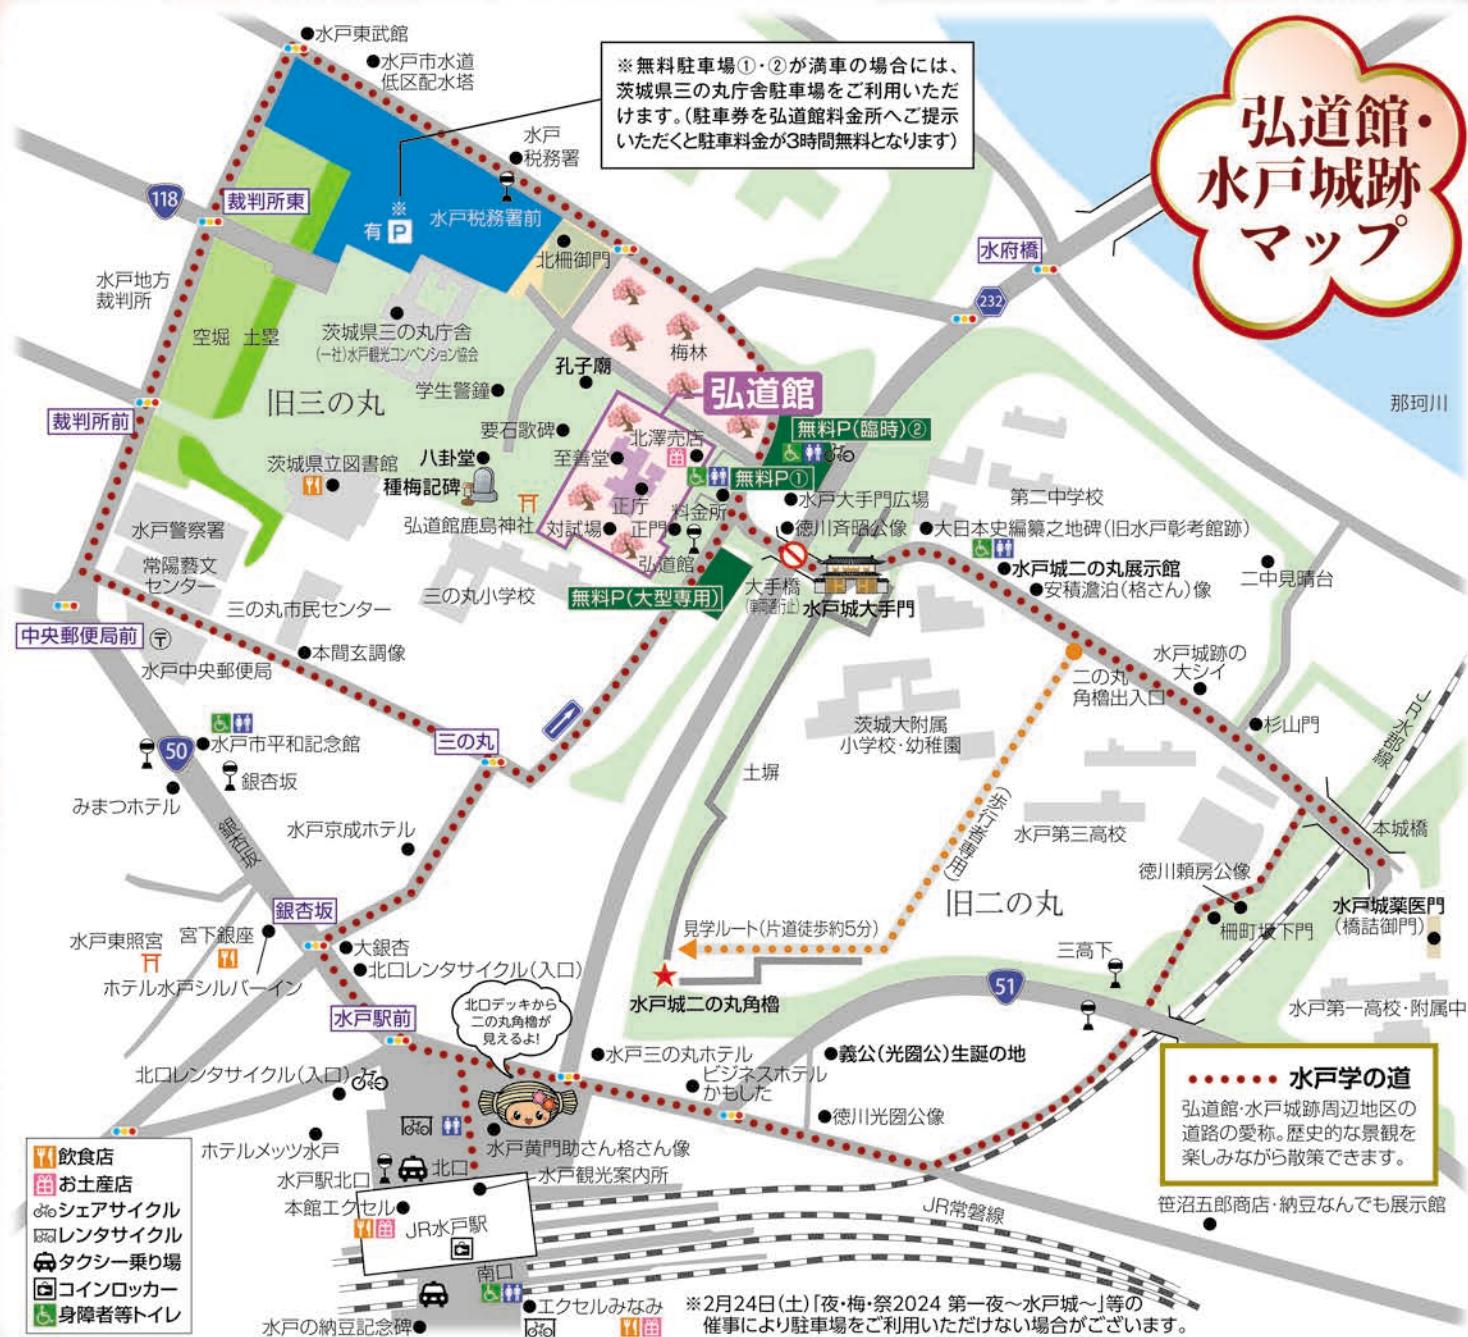 弘道館・
水戸城跡
マップ
※無料駐車場①・②が満車の場合には、
茨城県三の丸庁舎駐車場をご利用いただ
けます。(駐車券を弘道館料金所へご提示
いただくと駐車料金が3時間無料となります)
水戸東武館
水戸市水道
低区配水塔
水戸
税務署
118
裁判所東
※
有P
水戸税務署前
北柵御門
水府橋
232
那珂川
水戸地方
裁判所
空堀
土塁
茨城県三の丸庁舎
(一社)水戸観光コンベンション協会
梅林
孔子廟
学生警鐘
旧三の丸
弘道館
裁判所前
要石歌碑
北澤売店
無料P(臨時)②
茨城県立図書館
八卦堂
至善堂
無料P①
種梅記碑
正庁
料金所
水戸大手門広場
第二中学校
弘道館鹿島神社
対試場
正門
徳川斉昭公像
大日本史編纂之地碑(旧水戸彰考館跡)
水戸警察署
弘道館
水戸城二の丸展示館
二中見晴台
常陽藝文
センター
三の丸小学校
無料P(大型専用)
大手橋
(車両通行止)
水戸城大手門
安積澹泊(格さん)像
三の丸市民センター
中央郵便局前
〒
水戸中央郵便局
本間玄調像
二の丸
角櫓出入口
水戸城跡の
大シイ
JR水郡線
杉山門
三の丸
50
水戸市平和記念館
銀杏坂
みまつホテル
茨城大附属
小学校・幼稚園
土塀
(歩行者専用)
水戸第三高校
本城橋
水戸京成ホテル
銀杏坂
徳川頼房公像
旧二の丸
水戸城薬医門
(橋詰御門)
柵町坂下門
銀杏坂
見学ルート(片道徒歩約5分)
水戸東照宮
宮下銀座
大銀杏
三高下
北口レンタサイクル(入口)
ホテル水戸シルバーイン
水戸城二の丸角櫓
51
水戸第一高校・附属中
水戸駅前
北口デッキから
二の丸角櫓が
見えるよ!
水戸三の丸ホテル
義公(光圀公)生誕の地
北口レンタサイクル(入口)
ビジネスホテル
かもした
徳川光圀公像
水戸学の道
弘道館・水戸城跡周辺地区の
道路の愛称。歴史的な景観を
楽しみながら散策できます。
ホテルメッツ水戸
水戸黄門助さん格さん像
水戸駅北口
北口
水戸観光案内所
本館エクセル
JR水戸駅
JR常磐線
笹沼五郎商店・納豆なんでも展示館
南口
エクセルみなみ
水戸の納豆記念碑
飲食店
お土産店
シェアサイクル
レンタサイクル
タクシー乗り場
コインロッカー
身障者等トイレ
※2月24日(土)「夜・梅・祭2024 第一夜～水戸城～」等の
催事により駐車場をご利用いただけない場合がございます。